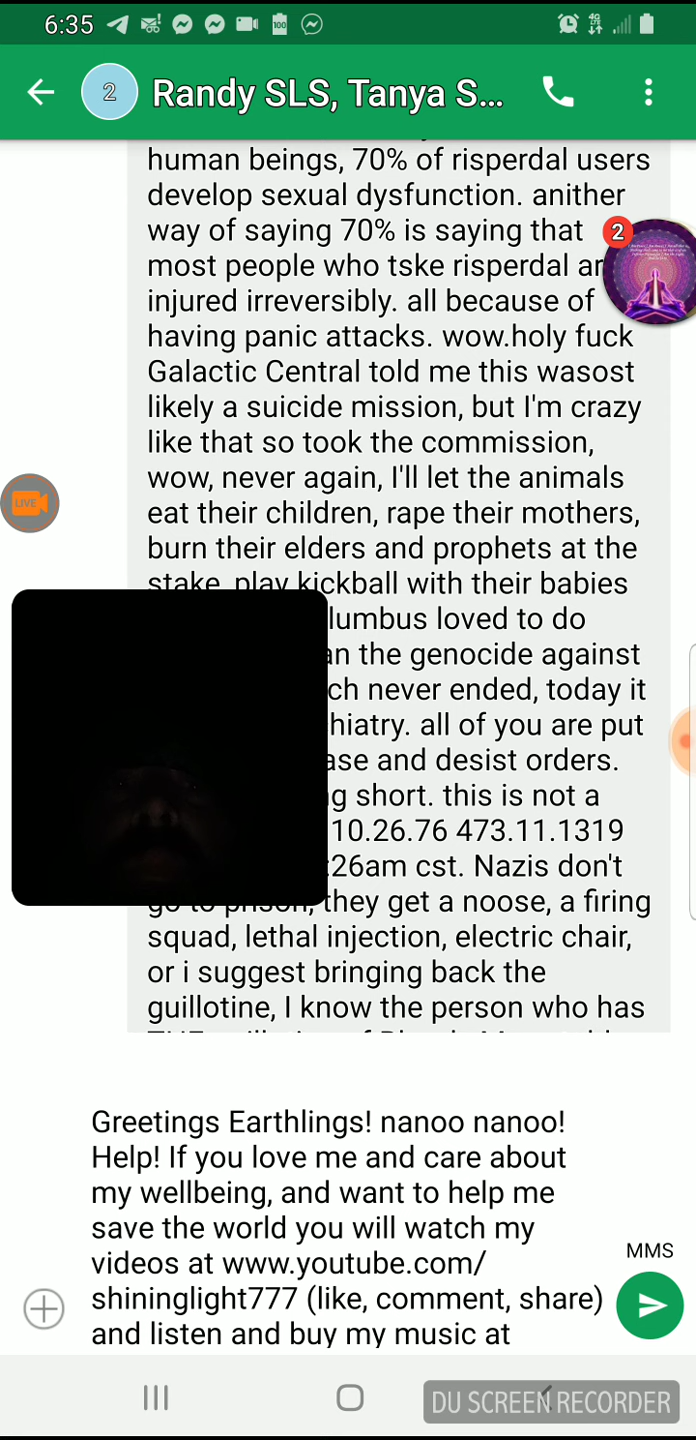 6:35
2 Randy SLS, Tanya S...
human beings, 70% of risperdal users
develop sexual dysfunction. anither
way of saying 70% is saying that
2
most people who tske risperdal ar
injured irreversibly. all because of
having panic attacks. wow.holy fuck
Galactic Central told me this wasost
likely a suicide mission, but I'm crazy
like that so took the commission,
wow, never again, I'll let the animals
LIVE
eat their children, rape their mothers,
burn their elders and prophets at the
stake, play kickball with their babies
lumbus loved to do
an the genocide against
ch never ended, today it
hiatry. all of you are put
ase and desist orders.
g short. this is not a
10.26.76 473.11.1319
:26am cst. Nazis don't
go to prison, they get a noose, a firing
squad, lethal injection, electric chair,
or i suggest bringing back the
guillotine, I know the person who has
Greetings Earthlings! nanoo nanoo!
Help! If you love me and care about
my wellbeing, and want to help me
save the world you will watch my
videos at www.youtube.com/
MMS
shininglight777 (like, comment, share)
and listen and buy my music at
DU SCREEN RECORDER